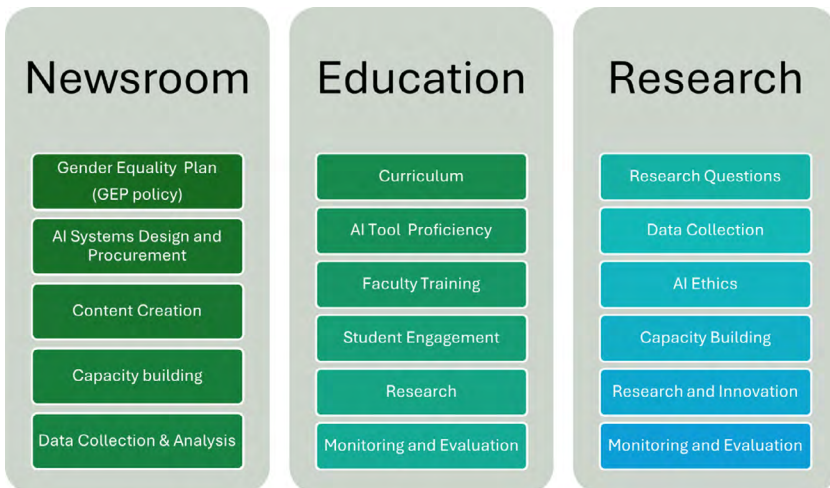 Newsroom
Gender Equality Plan
(GEP policy)
AI Systems Design and
Procurement
Content Creation
Capacity building
Data Collection & Analysis
Education
Curriculum
AI Tool Proficiency
Faculty Training
Student Engagement
Research
Monitoring and Evaluation
Research
Research Questions
Data Collection
AI Ethics
Capacity Building
Research and Innovation
Monitoring and Evaluation